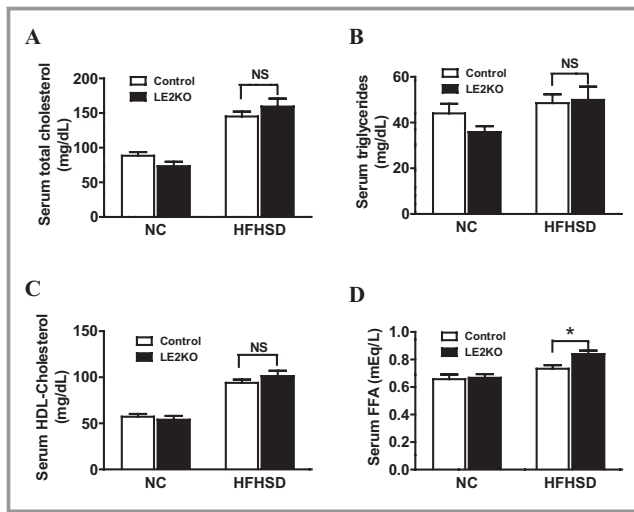 A
Serum total cholesterol
(mg/dL)
200
150
100
50
0
Control
LE2KO
NS
NC
HFHSD
B
Serum triglycerides
(mg/dL)
60
40
20
0
Control
LE2KO
NS
NC
HFHSD
C
Serum HDL-Cholesterol
(mg/dL)
150
100
50
0
Control
LE2KO
NS
NC
HFHSD
D
Serum FFA (mEq/L)
1.0
0.8
0.6
0.4
0.2
0.0
Control
LE2KO
*
NC
HFHSD